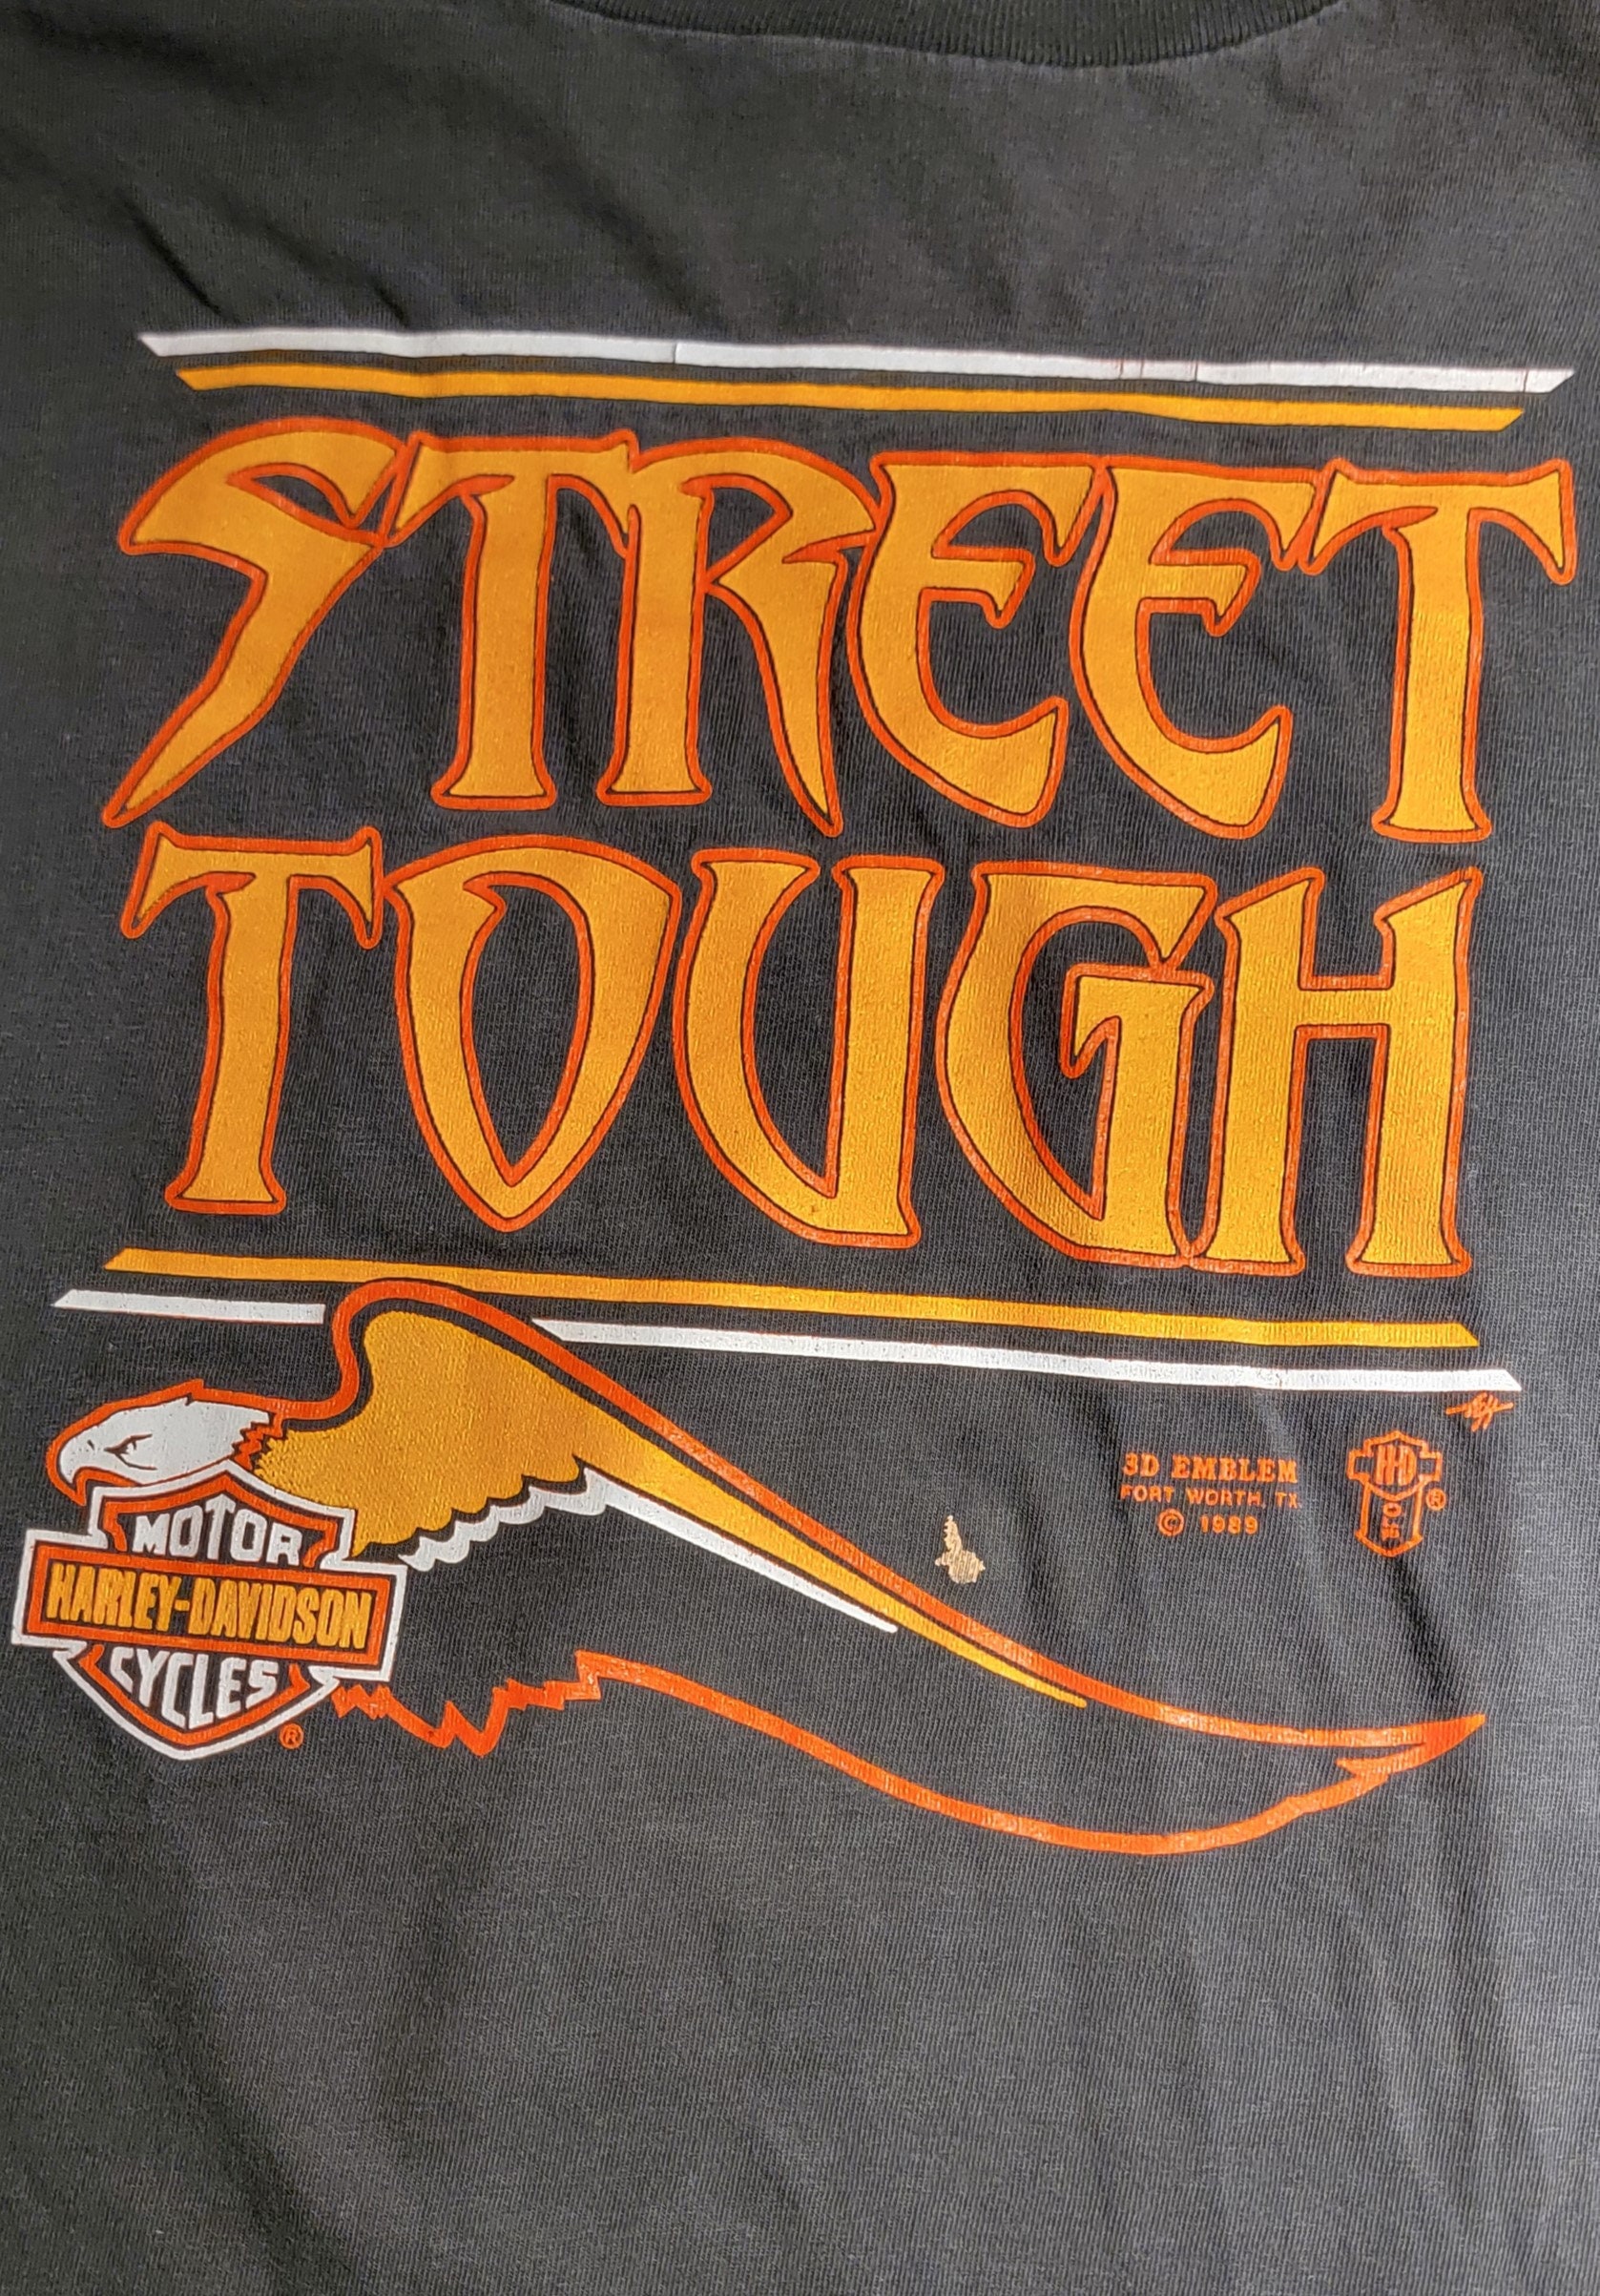 STREET
TOUGH
3D EMBLEM
FORT WORTH, TX.
© 1989
H-D
®
MOTOR
HARLEY-DAVIDSON
CYCLES
®